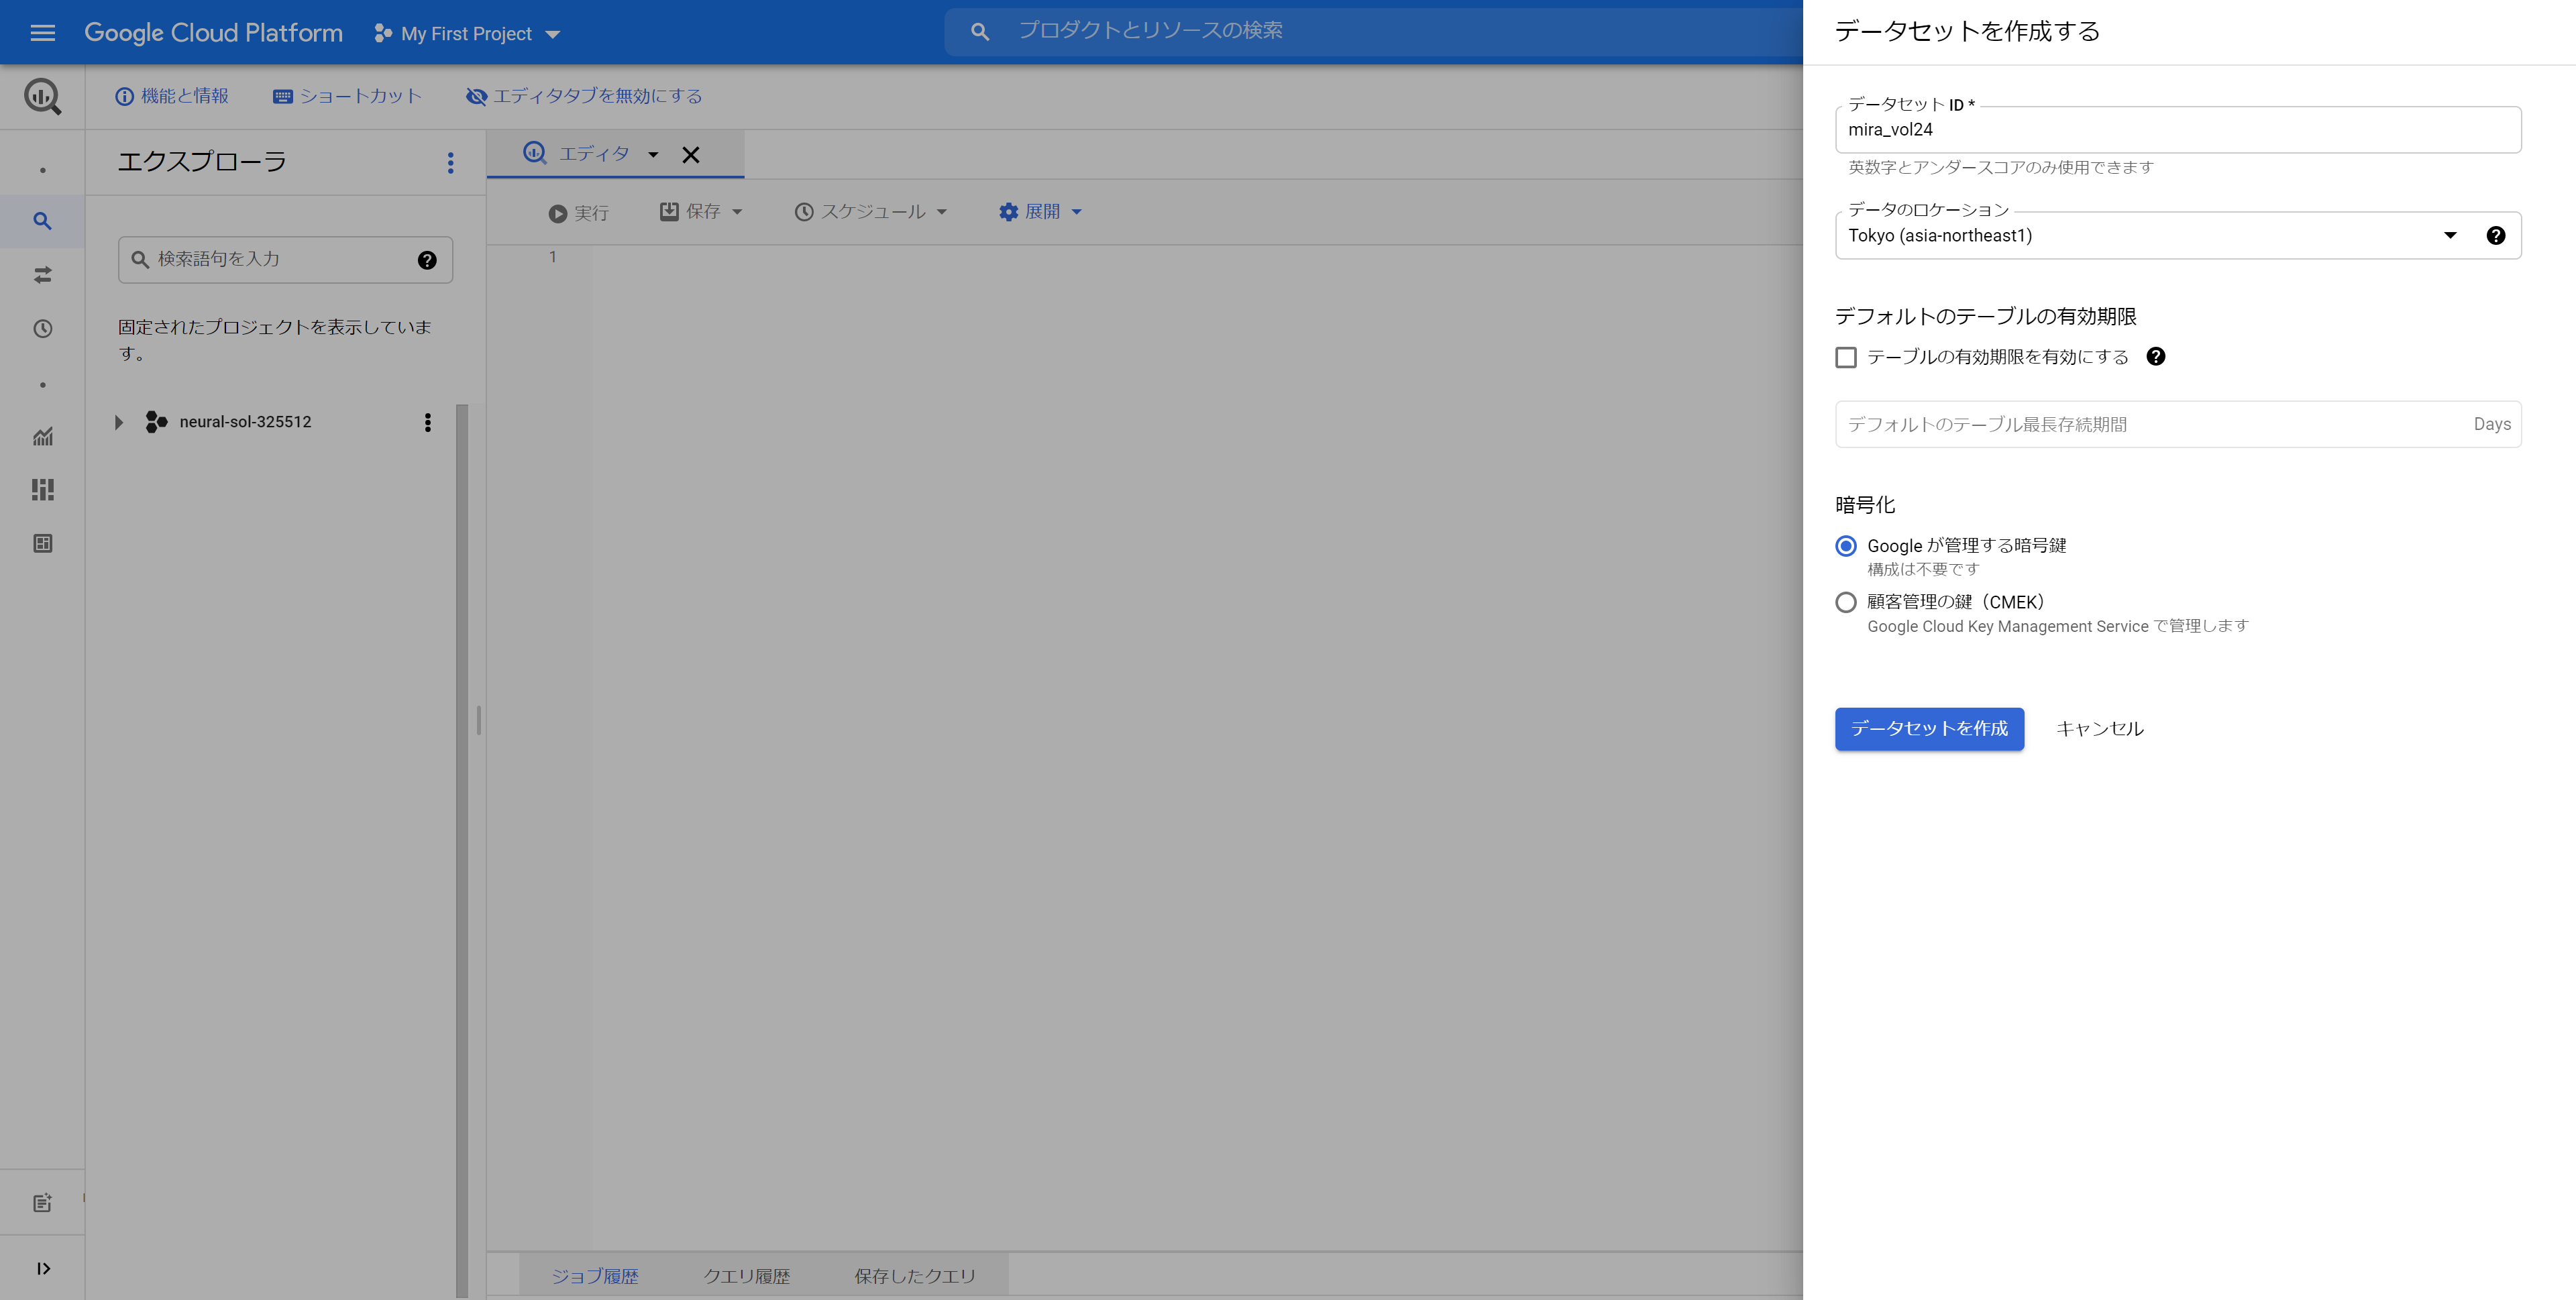 Google Cloud Platform
My First Project
プロダクトとリソースの検索
機能と情報
ショートカット
エディタタブを無効にする
エクスプローラ
検索語句を入力
固定されたプロジェクトを表示していま
す。
neural-sol-325512
エディタ
実行
保存
スケジュール
展開
1
ジョブ履歴
クエリ履歴
保存したクエリ
データセットを作成する
データセット ID *
mira_vol24
英数字とアンダースコアのみ使用できます
データのロケーション
Tokyo (asia-northeast1)
デフォルトのテーブルの有効期限
テーブルの有効期限を有効にする
デフォルトのテーブル最長存続期間
Days
暗号化
Google が管理する暗号鍵
構成は不要です
顧客管理の鍵（CMEK）
Google Cloud Key Management Service で管理します
データセットを作成
キャンセル